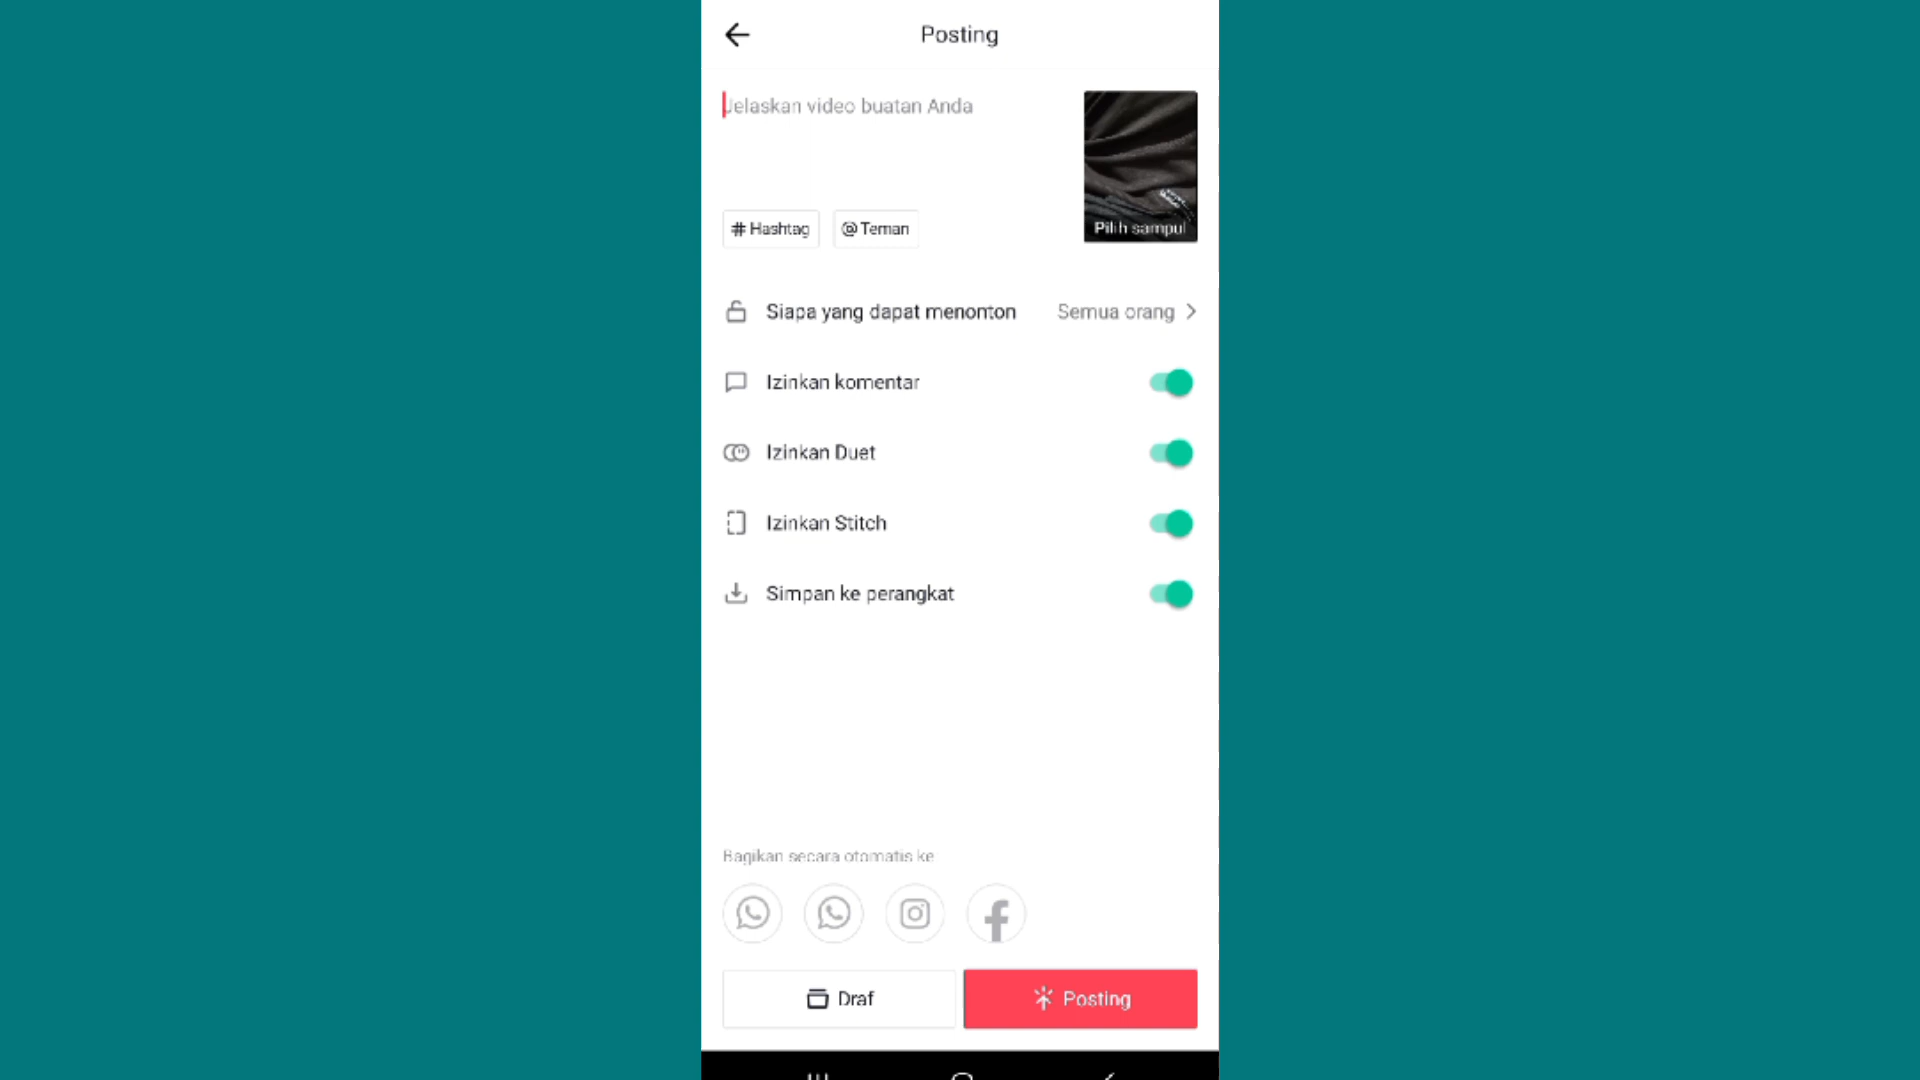 Posting
Jelaskan video buatan Anda
# Hashtag
@ Teman
Pilih sampul
Siapa yang dapat menonton
Semua orang
Izinkan komentar
Izinkan Duet
Izinkan Stitch
Simpan ke perangkat
Bagikan secara otomatis ke
Draf
Posting